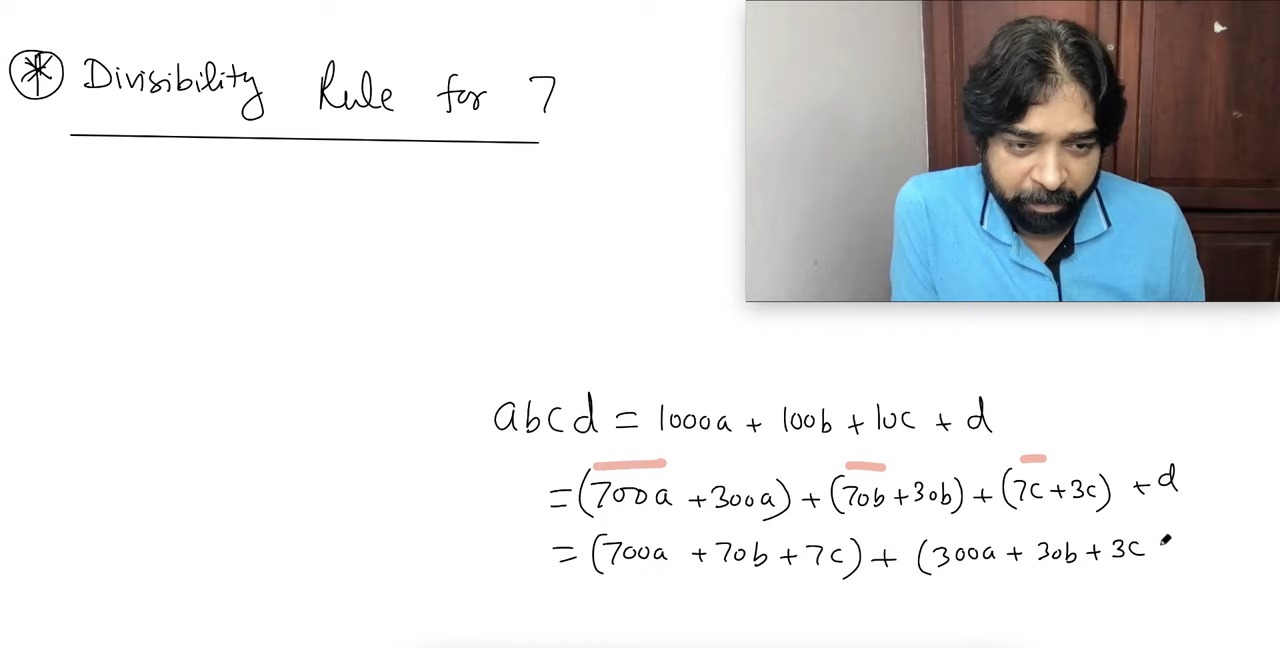 Divisibility Rule for 7
abcd = 1000a + 100b + 10c + d
= (700a + 300a) + (70b + 30b) + (7c + 3c) + d
= (700a + 70b + 7c) + (300a + 30b + 3c